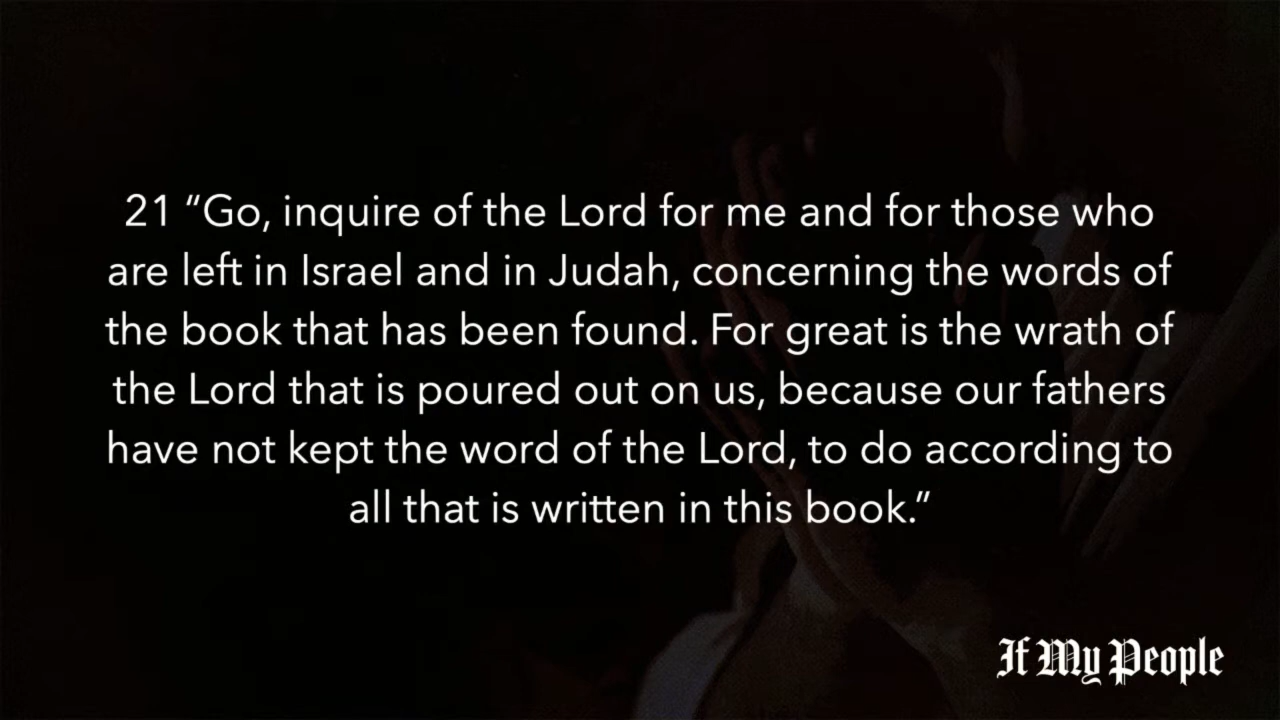 21 “Go, inquire of the Lord for me and for those who
are left in Israel and in Judah, concerning the words of
the book that has been found. For great is the wrath of
the Lord that is poured out on us, because our fathers
have not kept the word of the Lord, to do according to
all that is written in this book.”
If My People